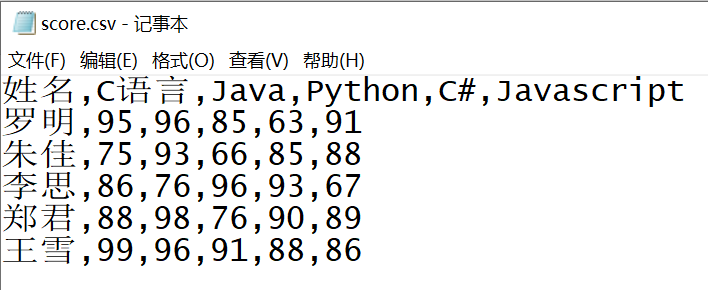 score.csv - 记事本
文件(F) 编辑(E) 格式(O) 查看(V) 帮助(H)
姓名,C语言,Java,Python,C#,Javascript
罗明,95,96,85,63,91
朱佳,75,93,66,85,88
李思,86,76,96,93,67
郑君,88,98,76,90,89
王雪,99,96,91,88,86